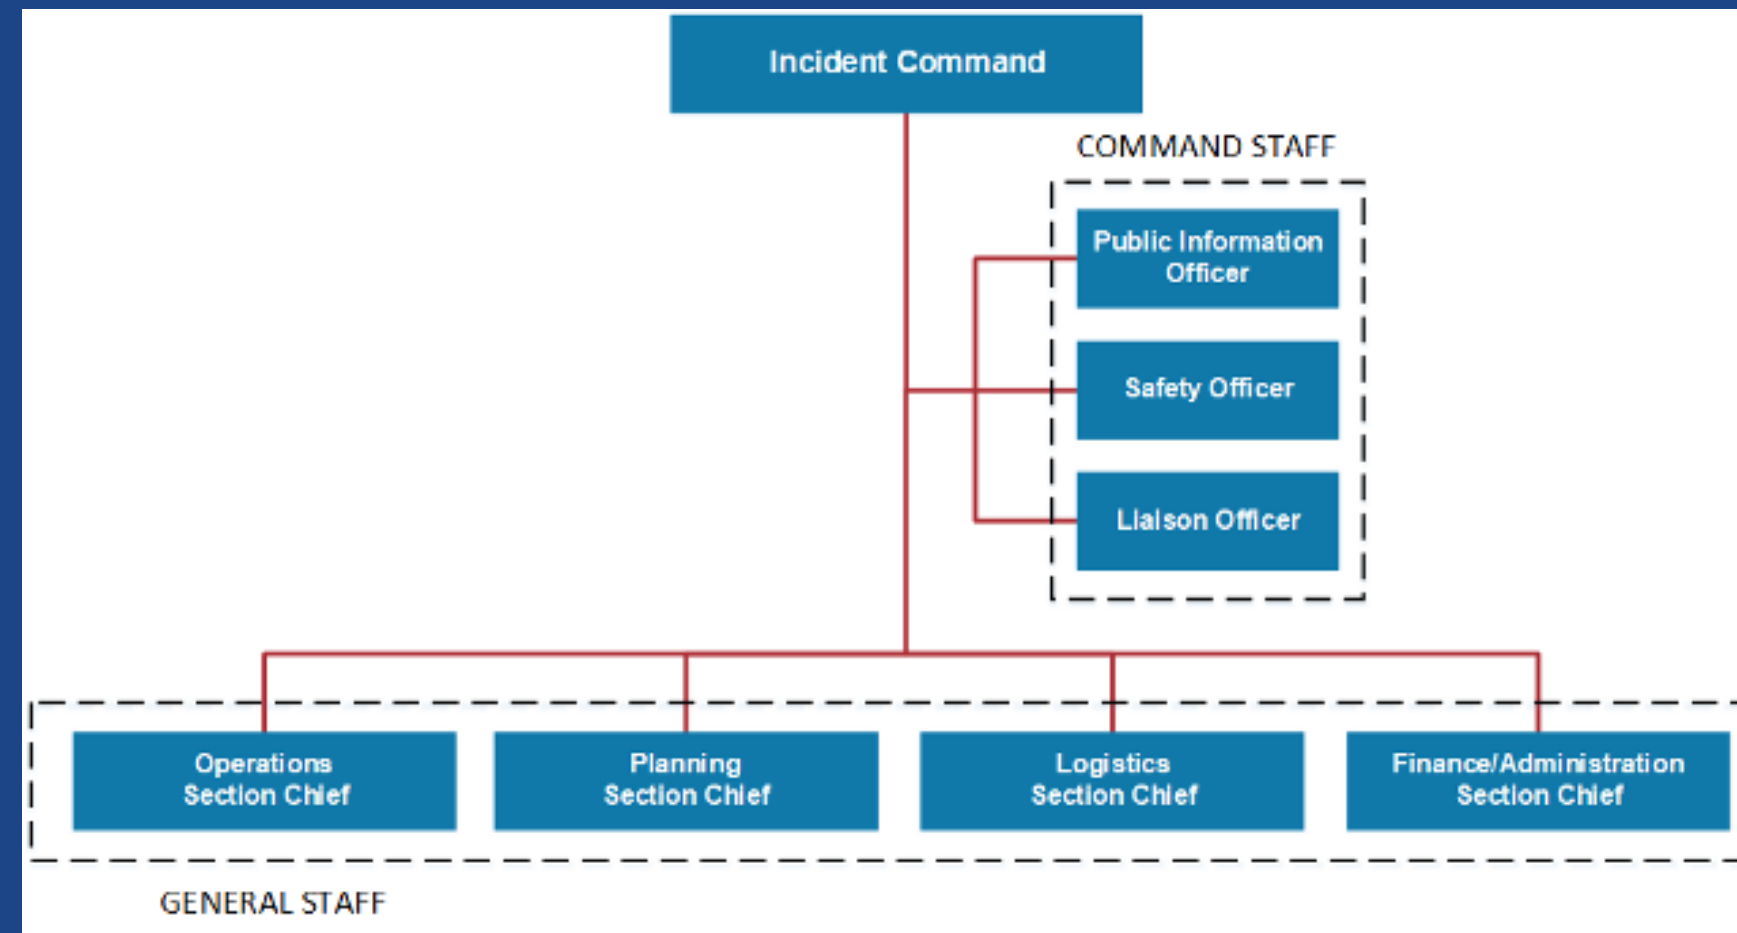 Incident Command
COMMAND STAFF
Public Information
Officer
Safety Officer
Liaison Officer
Operations
Section Chief
Planning
Section Chief
Logistics
Section Chief
Finance/Administration
Section Chief
GENERAL STAFF